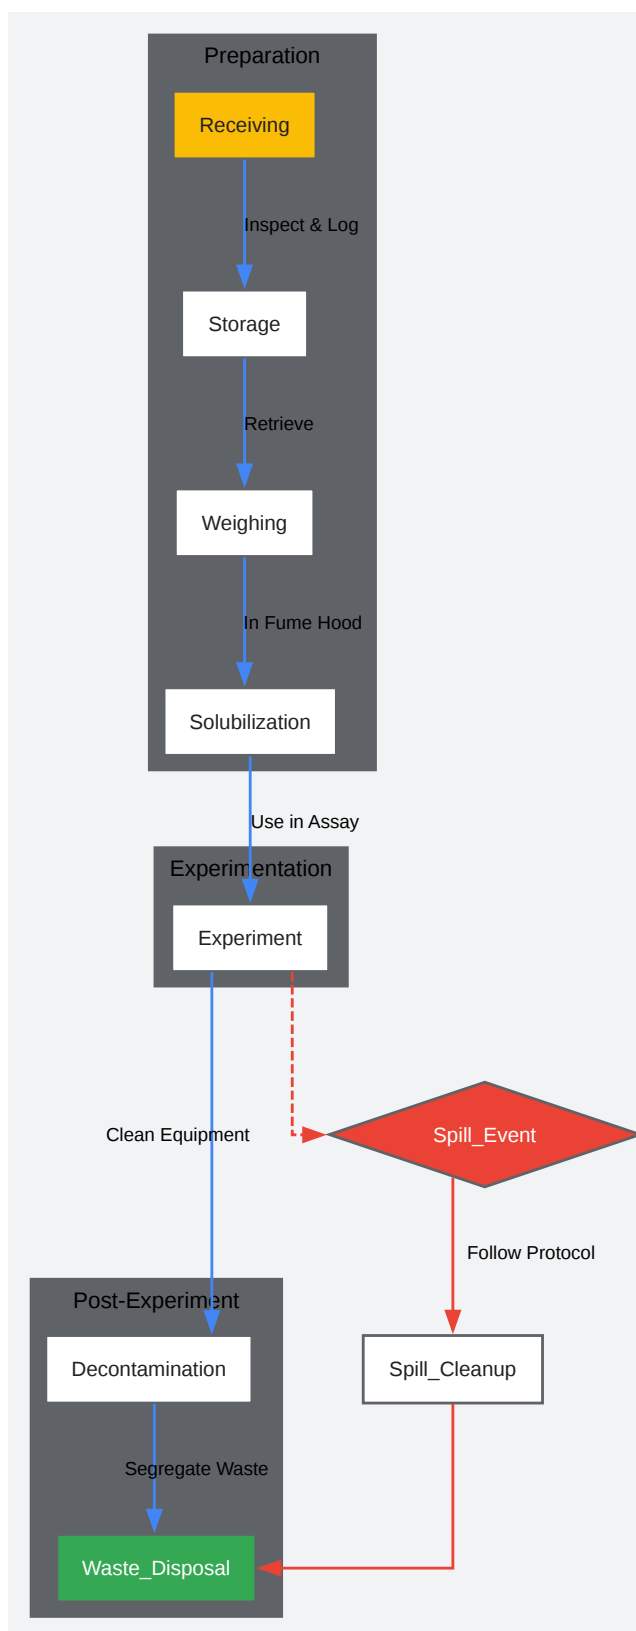 Preparation
Receiving
Inspect & Log
Storage
Retrieve
Weighing
In Fume Hood
Solubilization
Use in Assay
Experimentation
Experiment
Clean Equipment
Spill_Event
Follow Protocol
Post-Experiment
Decontamination
Spill_Cleanup
Segregate Waste
Waste_Disposal